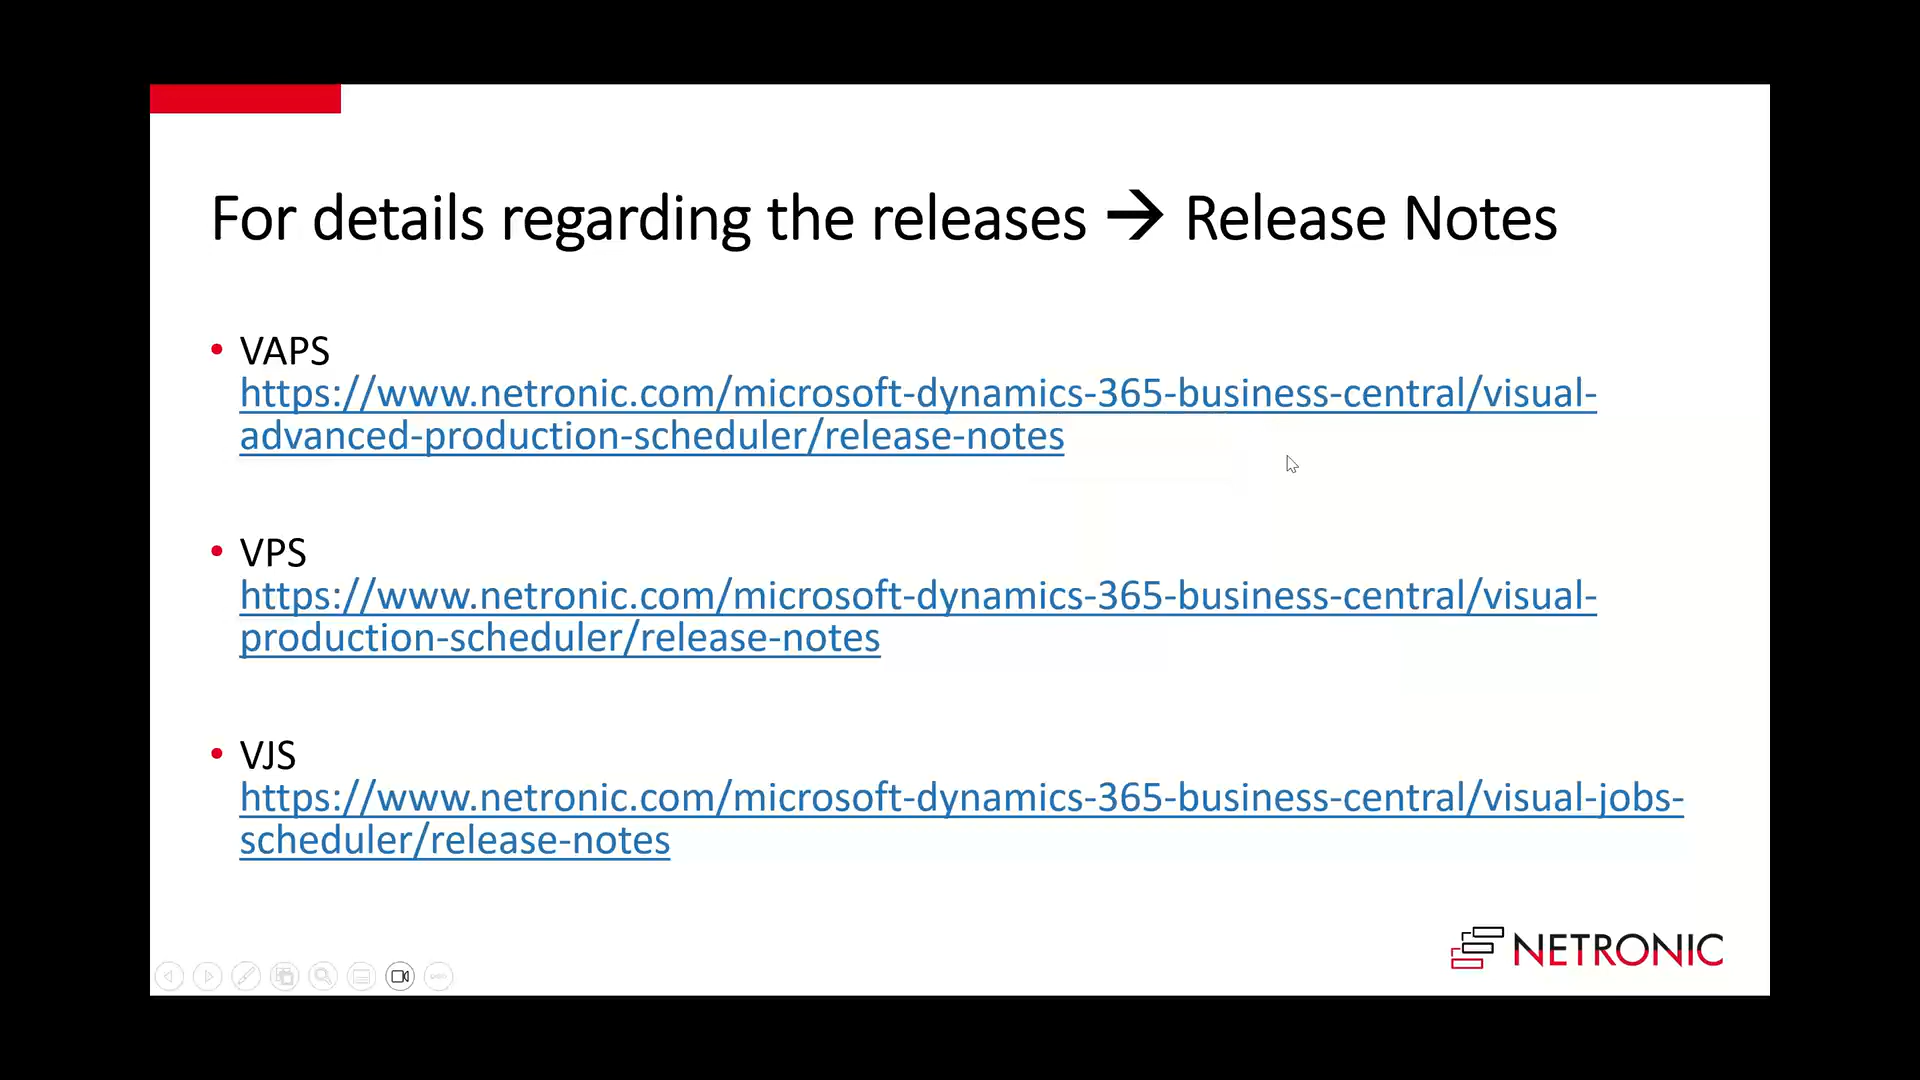 For details regarding the releases → Release Notes
• VAPS
https://www.netronic.com/microsoft-dynamics-365-business-central/visual-
advanced-production-scheduler/release-notes
• VPS
https://www.netronic.com/microsoft-dynamics-365-business-central/visual-
production-scheduler/release-notes
• VJS
https://www.netronic.com/microsoft-dynamics-365-business-central/visual-jobs-
scheduler/release-notes
NETRONIC